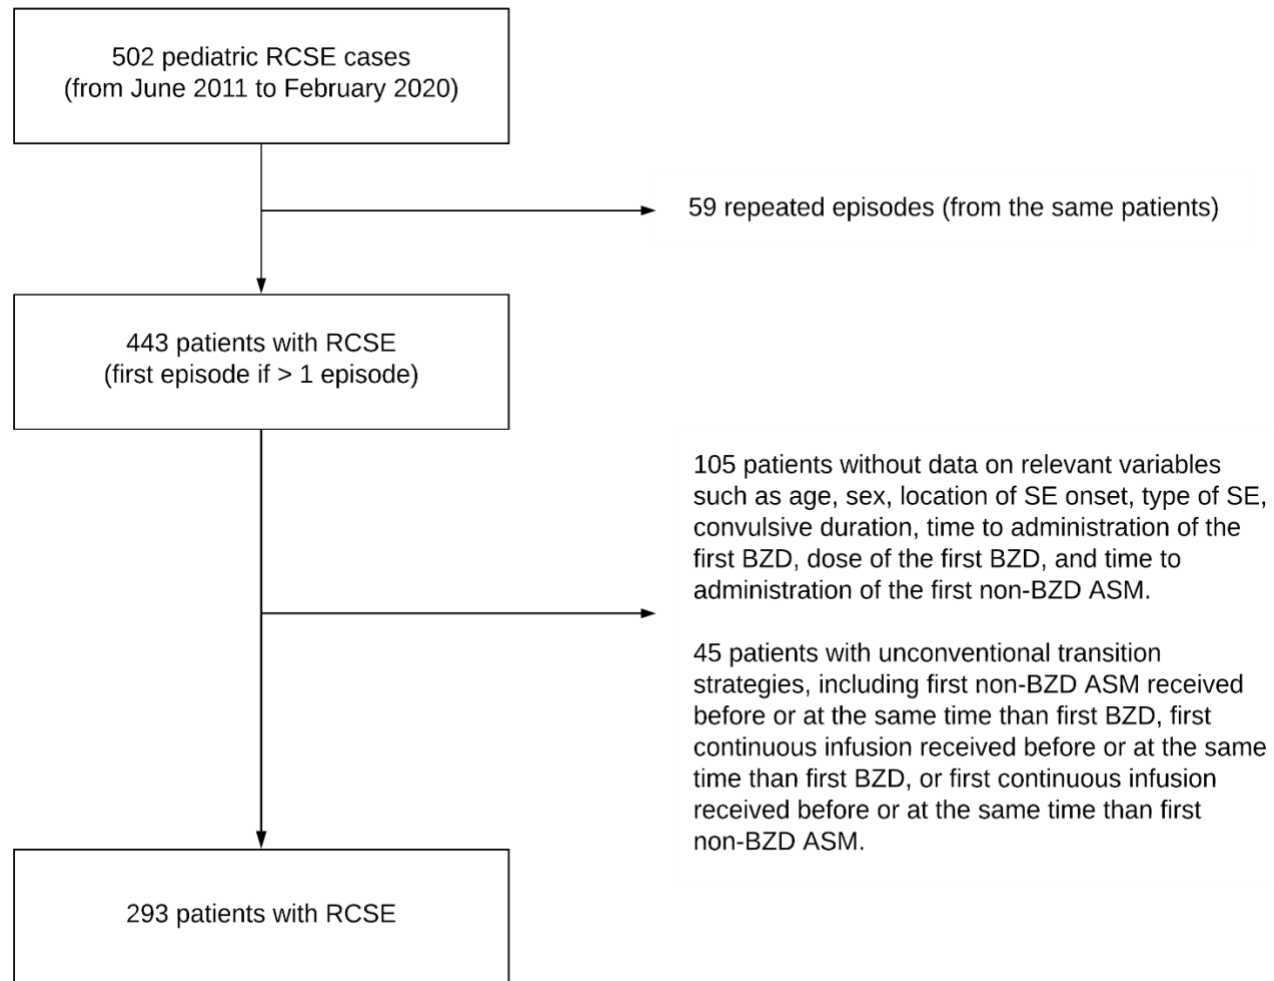 502 pediatric RCSE cases
(from June 2011 to February 2020)
59 repeated episodes (from the same patients)
443 patients with RCSE
(first episode if > 1 episode)
105 patients without data on relevant variables
such as age, sex, location of SE onset, type of SE,
convulsive duration, time to administration of the
first BZD, dose of the first BZD, and time to
administration of the first non-BZD ASM.
45 patients with unconventional transition
strategies, including first non-BZD ASM received
before or at the same time than first BZD, first
continuous infusion received before or at the same
time than first BZD, or first continuous infusion
received before or at the same time than first
non-BZD ASM.
293 patients with RCSE